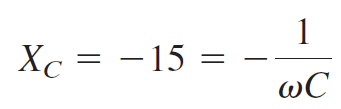 X_C = −15 = − 1/ωC